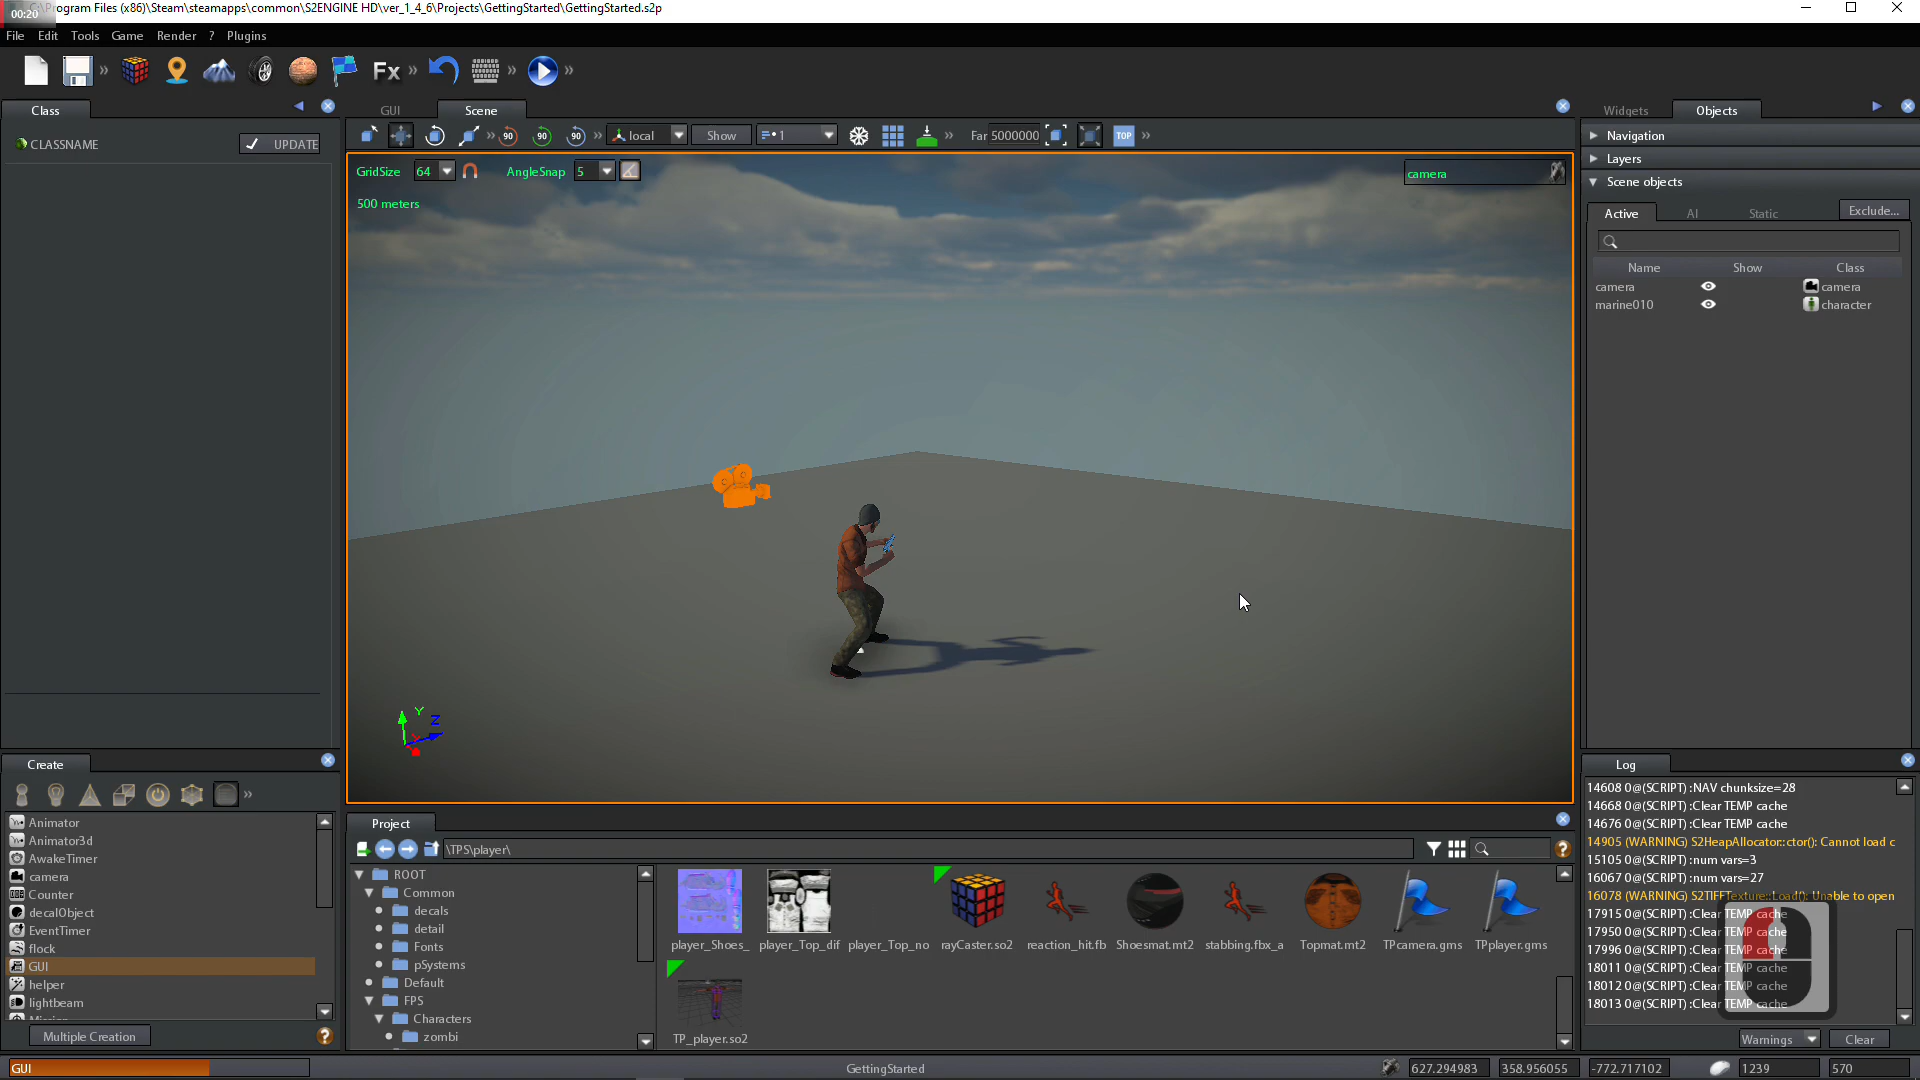 00:20
Program Files (x86)\Steam\steamapps\common\S2ENGINE HD\ver_1_4_6\Projects\GettingStarted\GettingStarted.s2p
File Edit Tools Game Render ? Plugins
Fx
Class
GUI Scene
Widgets Objects
CLASSNAME UPDATE
90 90 90 local Show 1 Far 5000000 TOP
Navigation
Layers
Scene objects
GridSize 64 AngleSnap 5
camera
500 meters
Active AI Static Exclude...
Name Show Class
camera camera
marine010 character
Y Z
Create
Animator
Animator3d
AwakeTimer
camera
Counter
decalObject
EventTimer
flock
GUI
helper
lightbeam
Multiple Creation
Project
\TPS\player\
ROOT
Common
decals
detail
Fonts
pSystems
Default
FPS
Characters
zombi
player_Shoes_ player_Top_dif player_Top_no rayCaster.so2 reaction_hit.fb Shoesmat.mt2 stabbing.fbx_a Topmat.mt2 TPcamera.gms TPplayer.gms
TP_player.so2
Log
14608 0@(SCRIPT) :NAV chunksize=28
14668 0@(SCRIPT) :Clear TEMP cache
14676 0@(SCRIPT) :Clear TEMP cache
14905 (WARNING) S2HeapAllocator::ctor(): Cannot load c
15105 0@(SCRIPT) :num vars=3
16067 0@(SCRIPT) :num vars=27
16078 (WARNING) S2TIFFTexture::Load(): Unable to open
17915 0@(SCRIPT) :Clear TEMP cache
17950 0@(SCRIPT) :Clear TEMP cache
17996 0@(SCRIPT) :Clear TEMP cache
18011 0@(SCRIPT) :Clear TEMP cache
18012 0@(SCRIPT) :Clear TEMP cache
18013 0@(SCRIPT) :Clear TEMP cache
Warnings Clear
GUI GettingStarted 627.294983 358.956055 -772.717102 1239 570